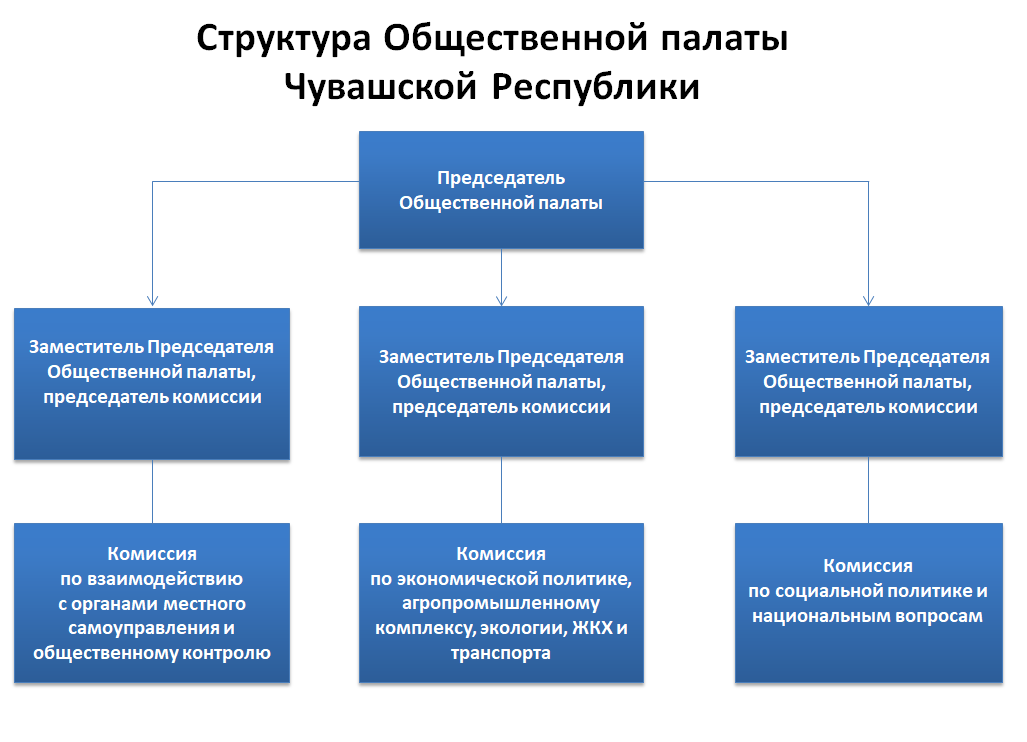 Структура Общественной палаты
Чувашской Республики
Председатель
Общественной палаты
Заместитель Председателя
Общественной палаты,
председатель комиссии
Заместитель Председателя
Общественной палаты,
председатель комиссии
Заместитель Председателя
Общественной палаты,
председатель комиссии
Комиссия
по взаимодействию
с органами местного
самоуправления и
общественному контролю
Комиссия
по экономической политике,
агропромышленному
комплексу, экологии, ЖКХ и
транспорта
Комиссия
по социальной политике и
национальным вопросам